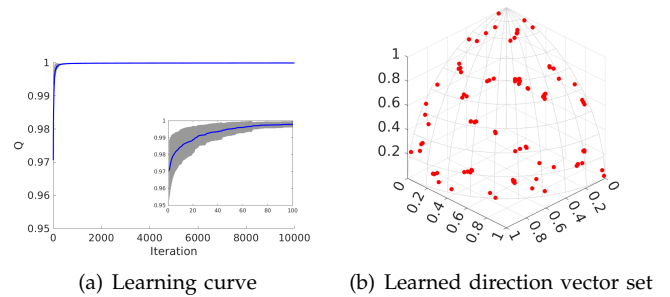 1
0.99
0.98
0.97
0.96
0.95
Q
0 2000 4000 6000 8000 10000
Iteration
1
0.99
0.98
0.97
0.96
0.95
0 20 40 60 80 100
1
0.8
0.6
0.4
0.2
0 0.2 0.4 0.6 0.8 1
1 0.8 0.6 0.4 0.2 0
(a) Learning curve
(b) Learned direction vector set